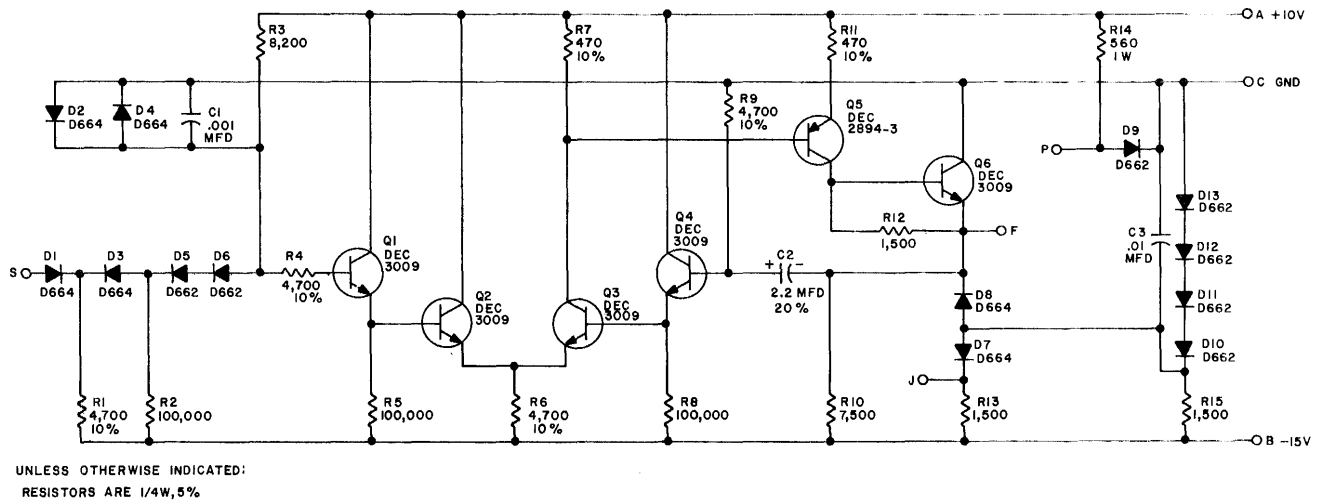 A +10V
R3
8,200
R7
470
10%
R11
470
10%
R14
560
1W
C GND
D2
D664
D4
D664
C1
.001
MFD
R9
4,700
10%
Q5
DEC
2894-3
P
D9
D662
Q6
DEC
3009
D13
D662
R12
1,500
F
C3
.01
MFD
D12
D662
Q1
DEC
3009
Q4
DEC
3009
S
D1
D664
D3
D664
D5
D662
D6
D662
R4
4,700
10%
+ C2 -
2.2 MFD
20%
D8
D664
D11
D662
Q2
DEC
3009
Q3
DEC
3009
D7
D664
D10
D662
J
R1
4,700
10%
R2
100,000
R5
100,000
R6
4,700
10%
R8
100,000
R10
7,500
R13
1,500
R15
1,500
B -15V
UNLESS OTHERWISE INDICATED:
RESISTORS ARE 1/4W, 5%